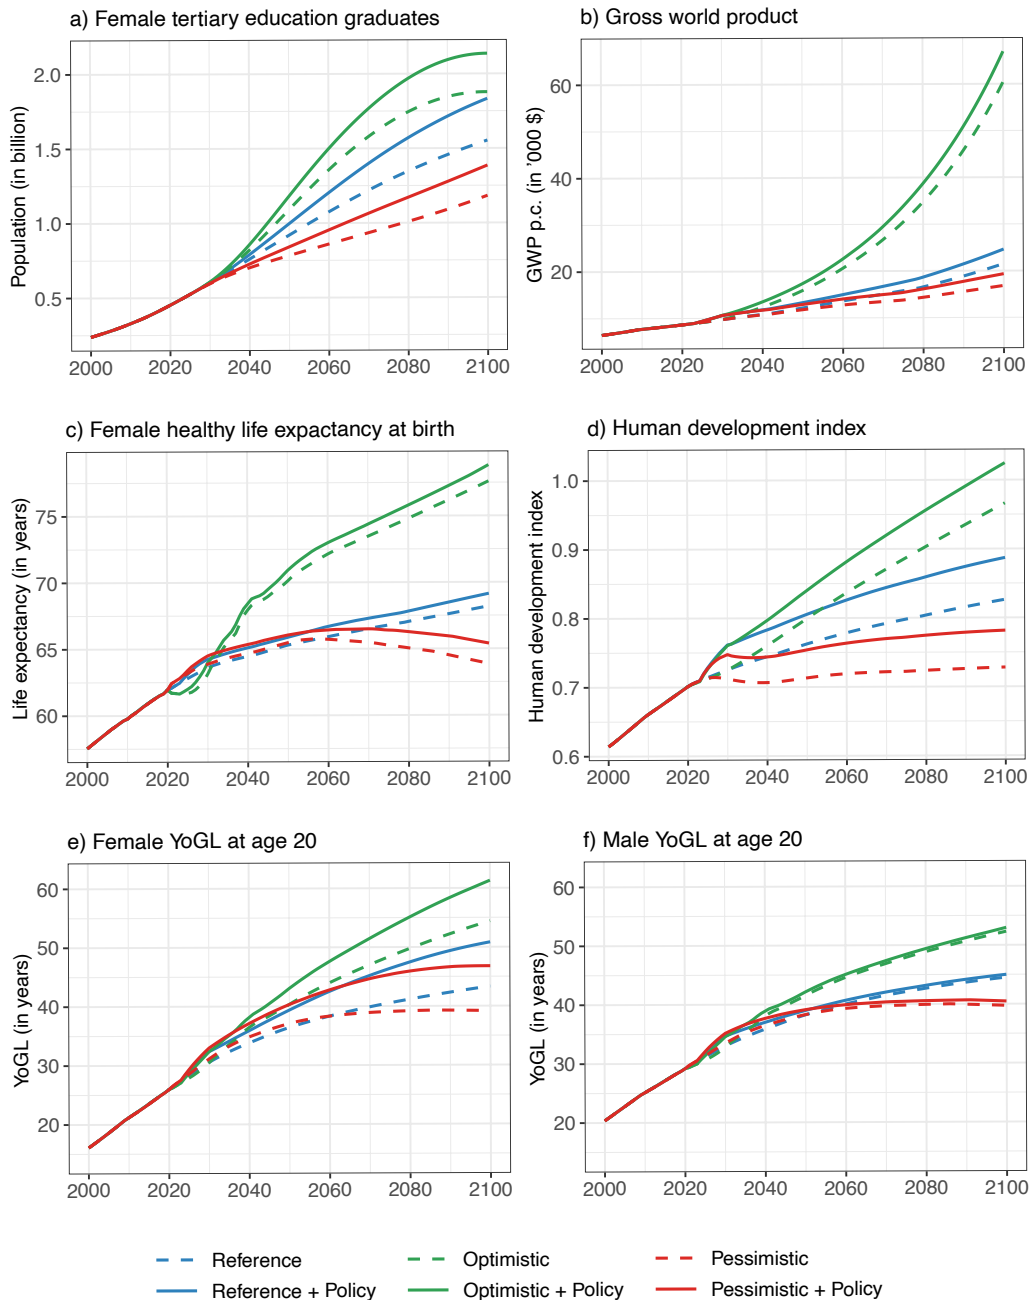 a) Female tertiary education graduates
Population (in billion)
2.0
1.5
1.0
0.5
2000 2020 2040 2060 2080 2100
b) Gross world product
GWP p.c. (in '000 $)
60
40
20
2000 2020 2040 2060 2080 2100
c) Female healthy life expactancy at birth
Life expectancy (in years)
75
70
65
60
2000 2020 2040 2060 2080 2100
d) Human development index
Human development index
1.0
0.9
0.8
0.7
0.6
2000 2020 2040 2060 2080 2100
e) Female YoGL at age 20
YoGL (in years)
60
50
40
30
20
2000 2020 2040 2060 2080 2100
f) Male YoGL at age 20
YoGL (in years)
60
50
40
30
20
2000 2020 2040 2060 2080 2100
Reference Optimistic Pessimistic
Reference + Policy Optimistic + Policy Pessimistic + Policy